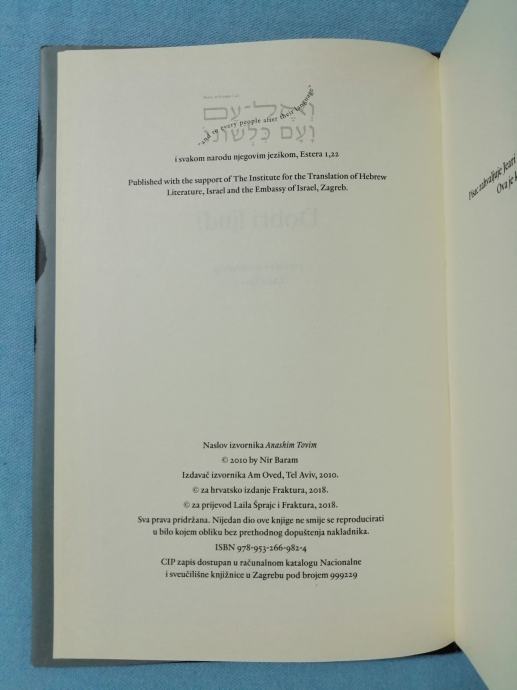 וְאֶל־עַם
וָעָם כִּלְשׁוֹנוֹ
"and to every people after their language"
i svakom narodu njegovim jezikom, Estera 1,22
Published with the support of The Institute for the Translation of Hebrew
Literature, Israel and the Embassy of Israel, Zagreb.
Naslov izvornika Anashim Tovim
© 2010 by Nir Baram
Izdavač izvornika Am Oved, Tel Aviv, 2010.
© za hrvatsko izdanje Fraktura, 2018.
© za prijevod Laila Šprajc i Fraktura, 2018.
Sva prava pridržana. Nijedan dio ove knjige ne smije se reproducirati
u bilo kojem obliku bez prethodnog dopuštenja nakladnika.
ISBN 978-953-266-982-4
CIP zapis dostupan u računalnom katalogu Nacionalne
i sveučilišne knjižnice u Zagrebu pod brojem 999229
Pisac zahvaljuje Jeari
Ova je k